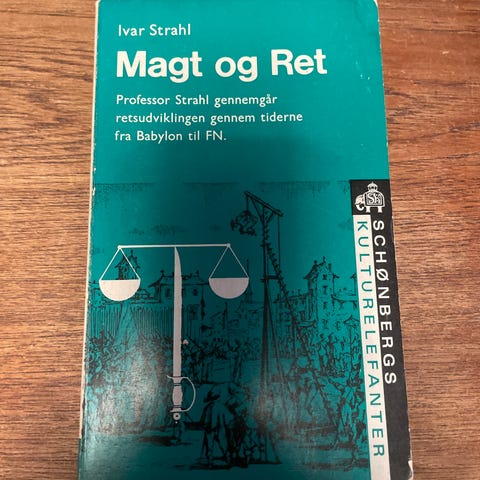 Ivar Strahl
Magt og Ret
Professor Strahl gennemgår
retsudviklingen gennem tiderne
fra Babylon til FN.
SCHØNBERGS
KULTURELEFANTER